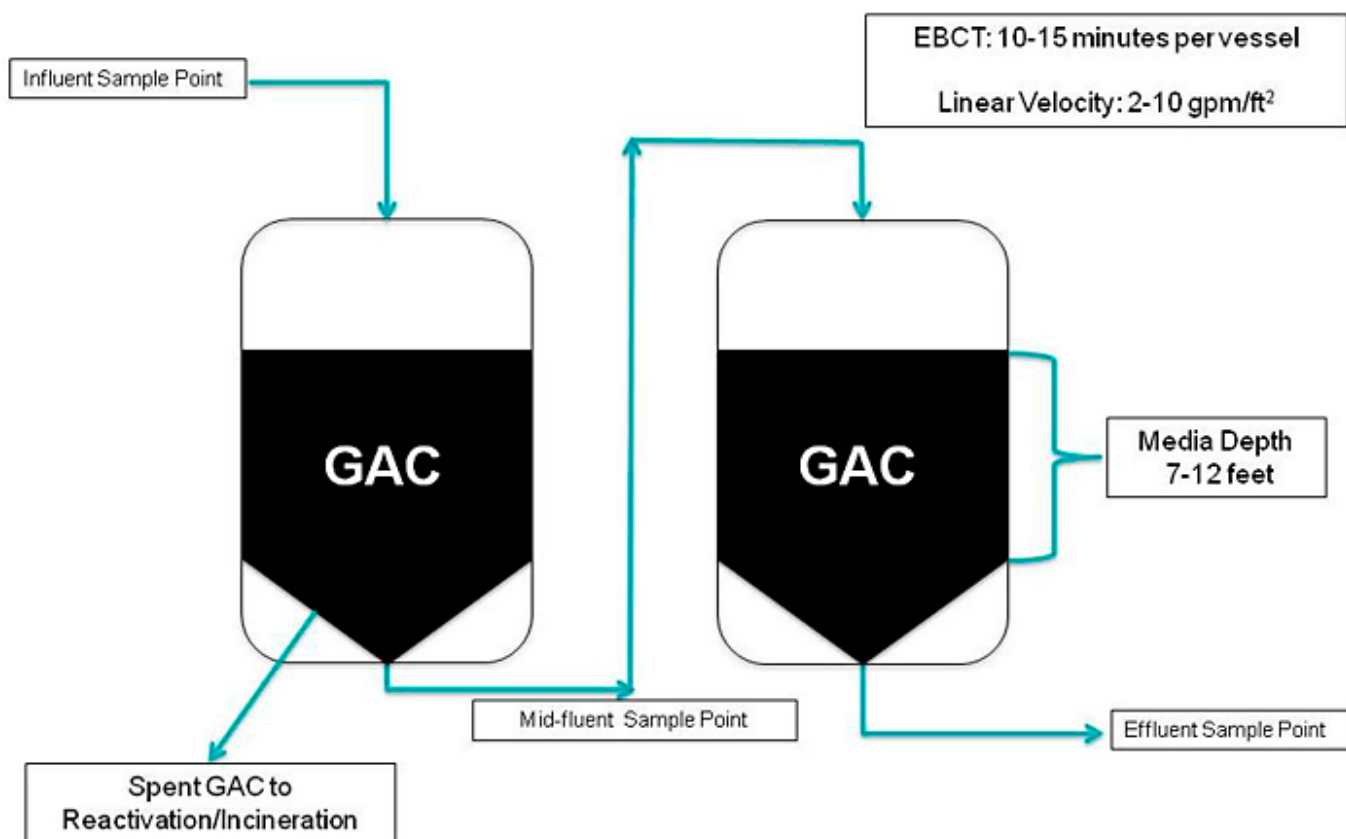 EBCT: 10-15 minutes per vessel
Linear Velocity: 2-10 gpm/ft²
Influent Sample Point
GAC
GAC
Media Depth
7-12 feet
Mid-fluent Sample Point
Effluent Sample Point
Spent GAC to
Reactivation/Incineration